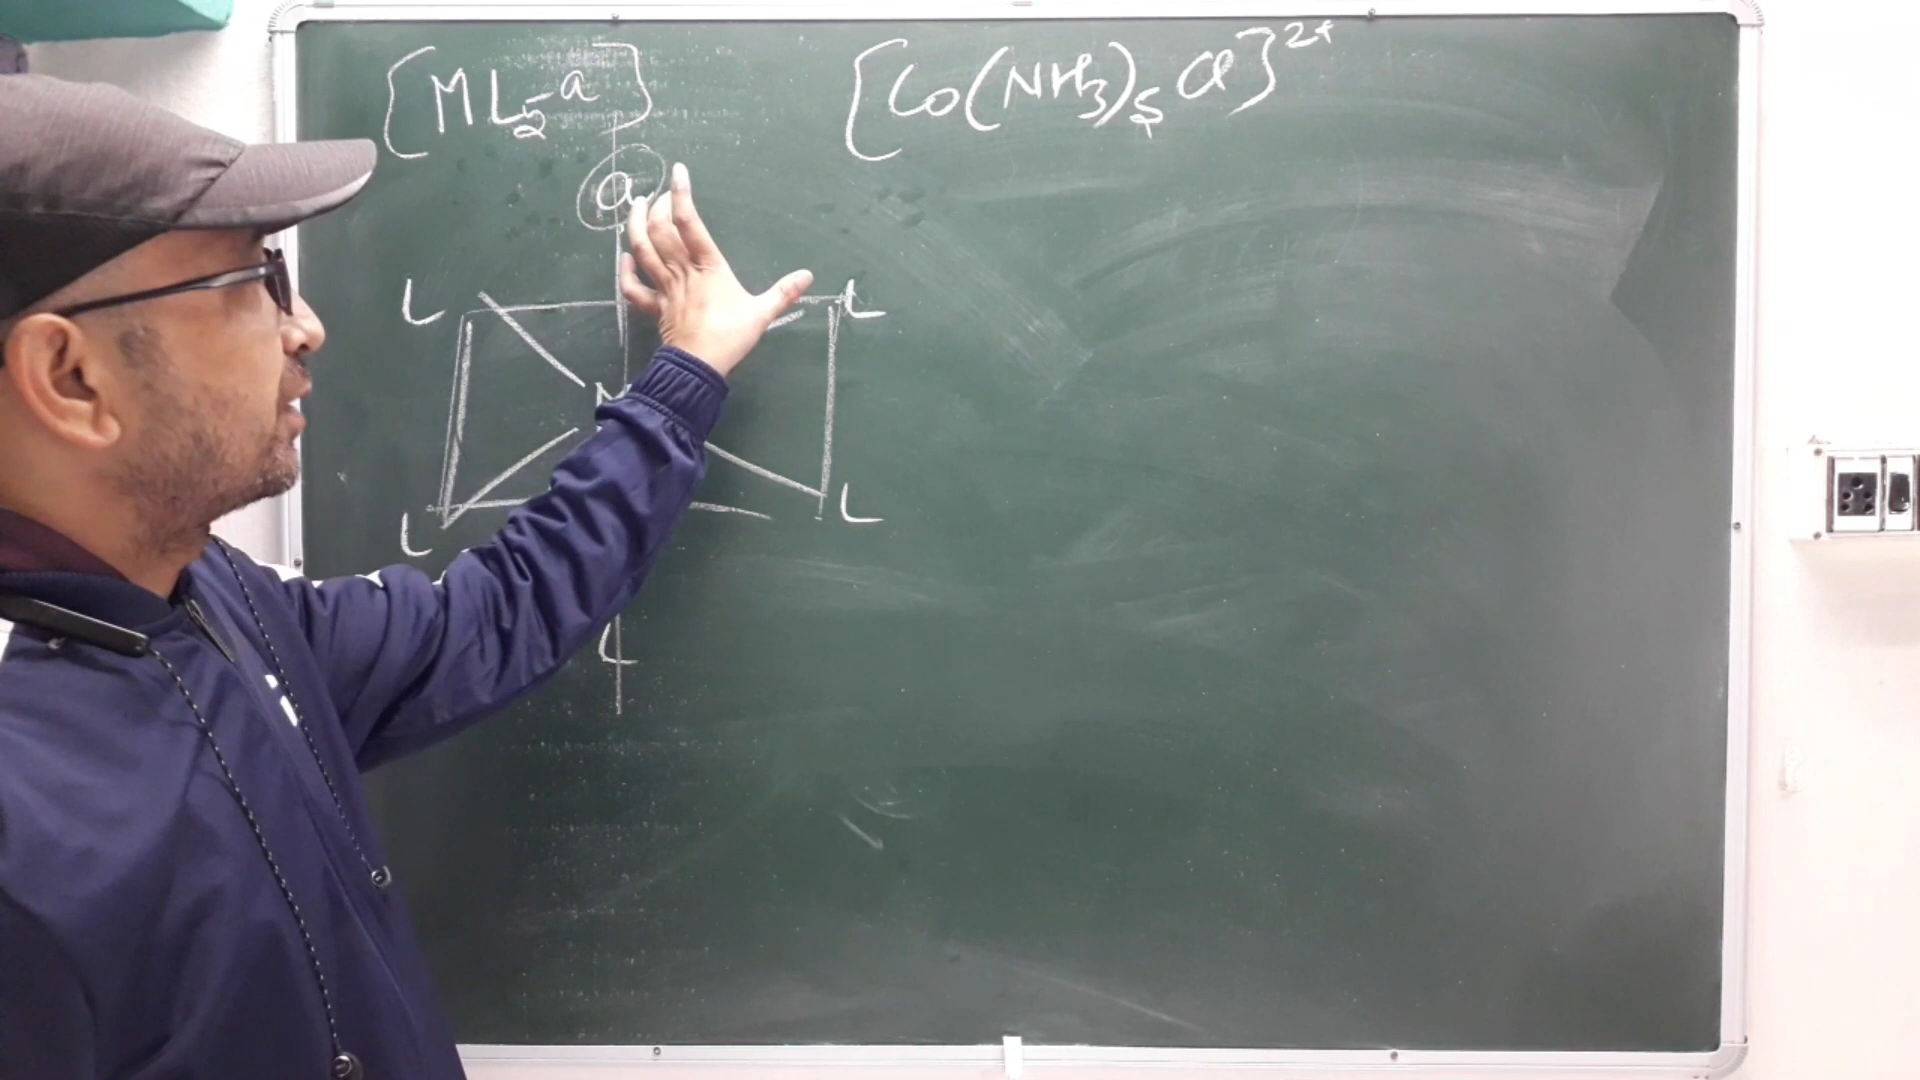 [ML5a] [Co(NH3)5Cl]2+
a
L L
M
L L
L